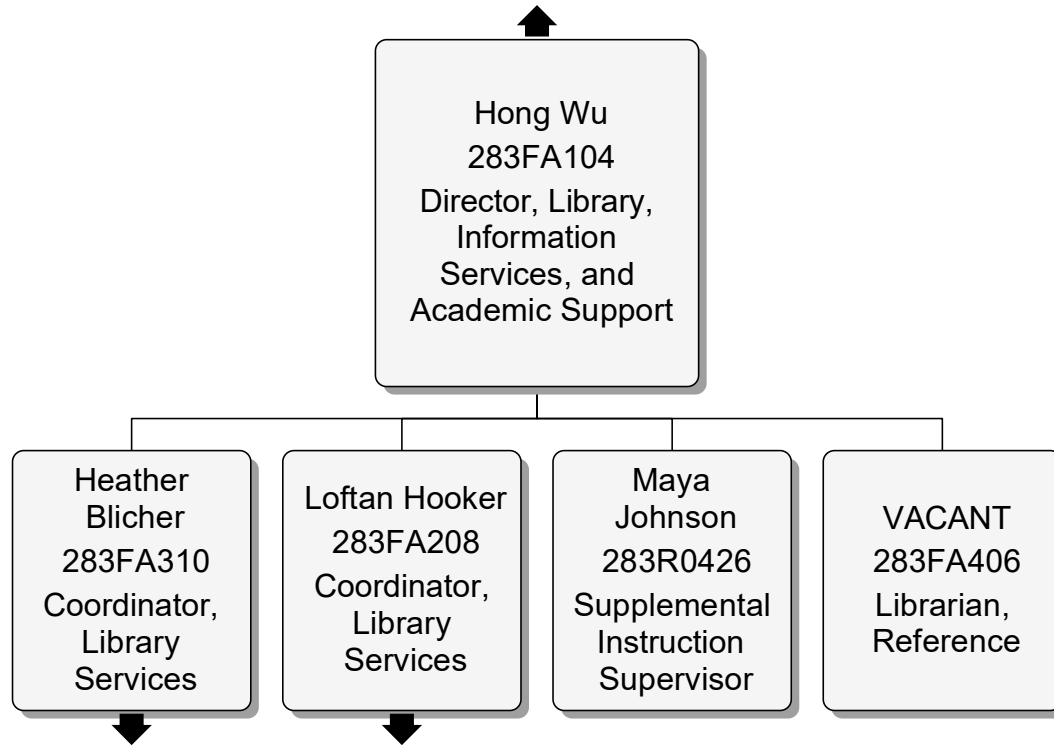 Hong Wu
283FA104
Director, Library,
Information
Services, and
Academic Support
Heather
Blicher
283FA310
Coordinator,
Library
Services
Loftan Hooker
283FA208
Coordinator,
Library
Services
Maya
Johnson
283R0426
Supplemental
Instruction
Supervisor
VACANT
283FA406
Librarian,
Reference